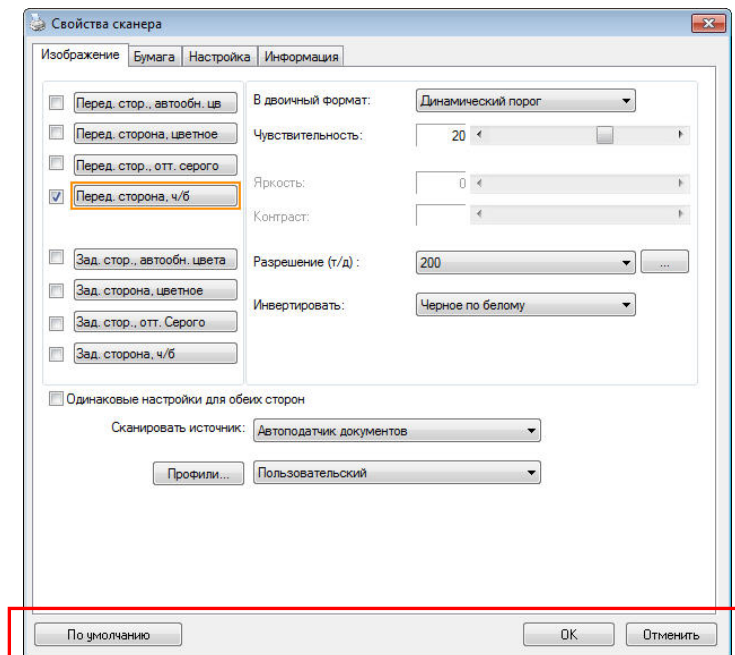 Свойства сканера
Изображение Бумага Настройка Информация
Перед. стор., автообн. цв
Перед. сторона, цветное
Перед. стор., отт. серого
Перед. сторона, ч/б
Зад. стор., автообн. цвета
Зад. сторона, цветное
Зад. стор., отт. Серого
Зад. сторона, ч/б
В двоичный формат: Динамический порог
Чувствительность: 20
Яркость: 0
Контраст:
Разрешение (т/д) : 200 ...
Инвертировать: Черное по белому
Одинаковые настройки для обеих сторон
Сканировать источник: Автоподатчик документов
Профили... Пользовательский
По умолчанию OK Отменить